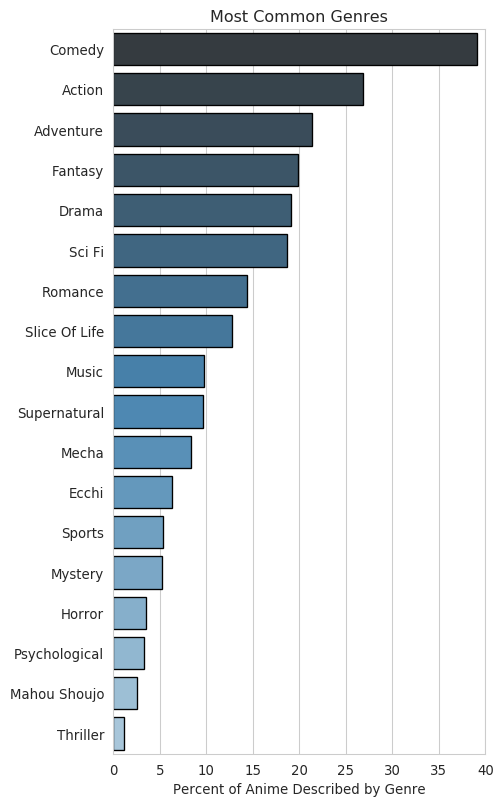 Most Common Genres
Comedy
Action
Adventure
Fantasy
Drama
Sci Fi
Romance
Slice Of Life
Music
Supernatural
Mecha
Ecchi
Sports
Mystery
Horror
Psychological
Mahou Shoujo
Thriller
0 5 10 15 20 25 30 35 40
Percent of Anime Described by Genre